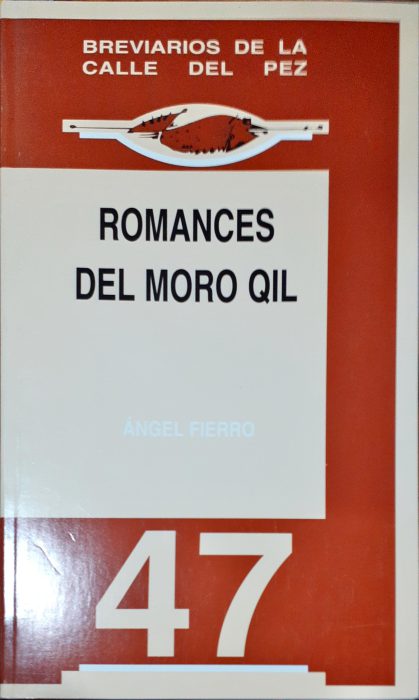 BREVIARIOS DE LA
CALLE DEL PEZ
ROMANCES
DEL MORO QIL
ÁNGEL FIERRO
47